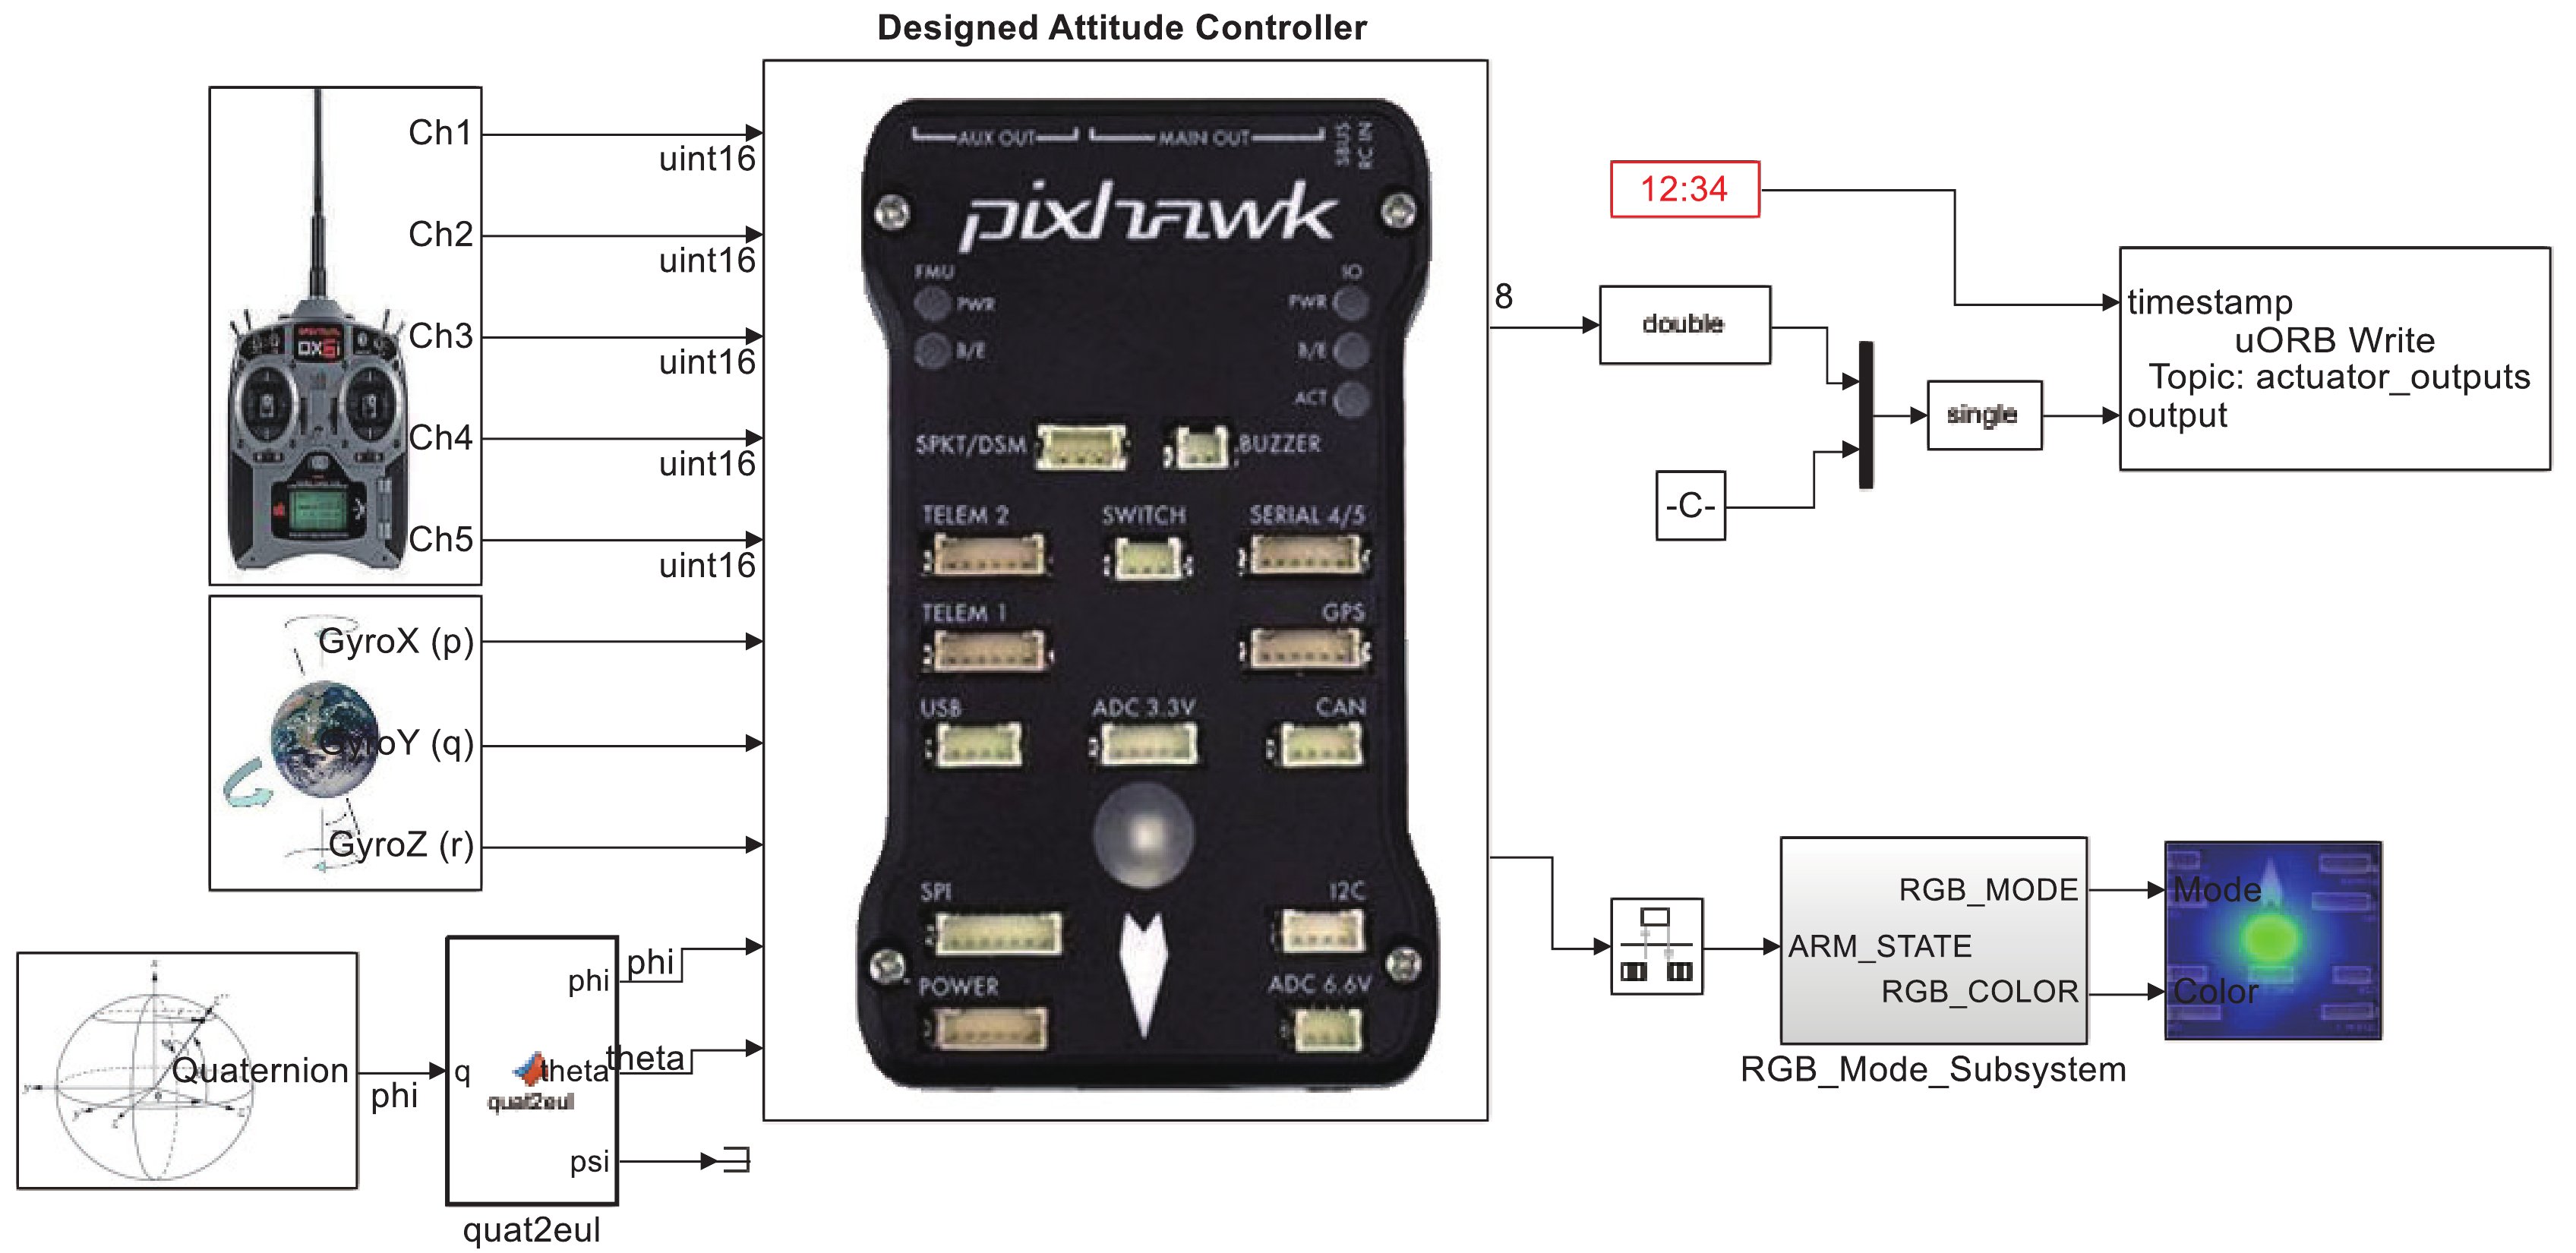 Designed Attitude Controller
Ch1
uint16
Ch2
uint16
Ch3
uint16
Ch4
uint16
Ch5
uint16
GyroX (p)
GyroY (q)
GyroZ (r)
Quaternion
phi
q
phi
theta
psi
quat2eul
quat2eul
phi
theta
AUX OUT
MAIN OUT
SBUS
RC IN
pixhawk
FMU
IO
PWR
PWR
B/E
B/E
ACT
SPKT/DSM
BUZZER
TELEM 2
SWITCH
SERIAL 4/5
TELEM 1
GPS
USB
ADC 3.3V
CAN
SPI
I2C
POWER
ADC 6.6V
8
12:34
double
-C-
single
timestamp
uORB Write
Topic: actuator_outputs
output
RGB_MODE
ARM_STATE
RGB_COLOR
RGB_Mode_Subsystem
Mode
Color
DX6i